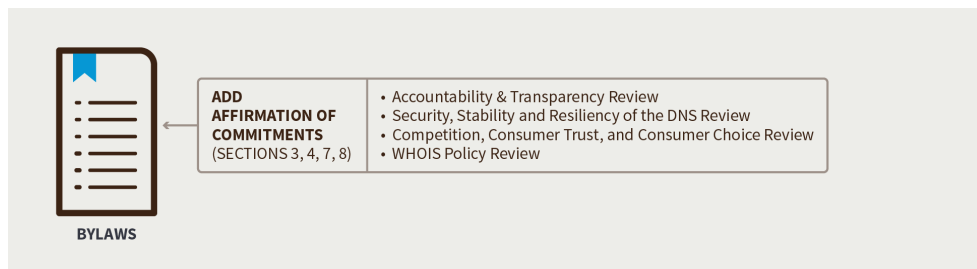 ADD
AFFIRMATION OF
COMMITMENTS
(SECTIONS 3, 4, 7, 8)
• Accountability & Transparency Review
• Security, Stability and Resiliency of the DNS Review
• Competition, Consumer Trust, and Consumer Choice Review
• WHOIS Policy Review
BYLAWS